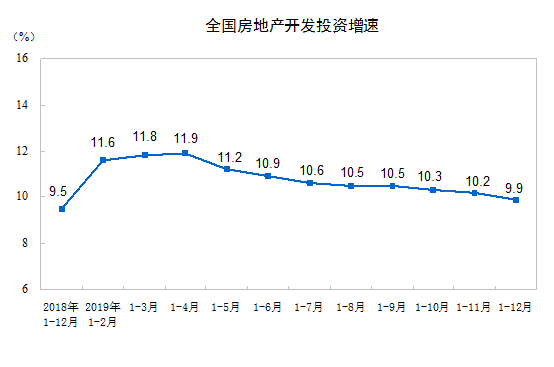 全国房地产开发投资增速
（%）
16
14
12
10
8
6
9.5
11.6
11.8
11.9
11.2
10.9
10.6
10.5
10.5
10.3
10.2
9.9
2018年
1-12月
2019年
1-2月
1-3月
1-4月
1-5月
1-6月
1-7月
1-8月
1-9月
1-10月
1-11月
1-12月